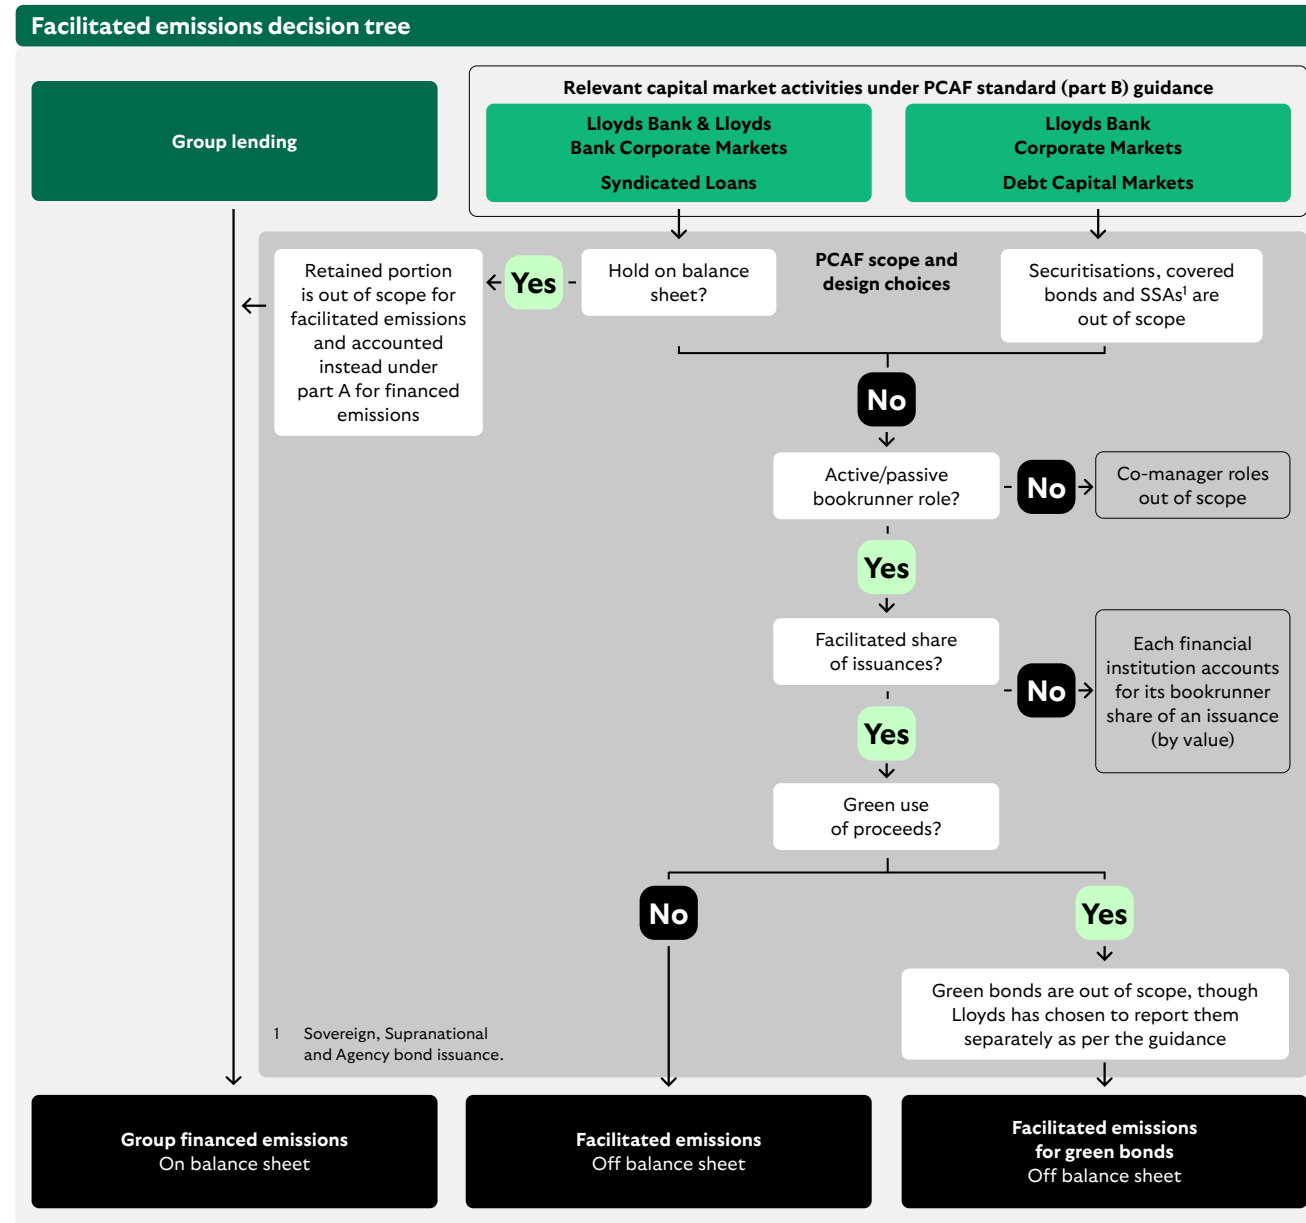 Facilitated emissions decision tree
Group lending
Relevant capital market activities under PCAF standard (part B) guidance
Lloyds Bank & Lloyds
Bank Corporate Markets
Syndicated Loans
Lloyds Bank
Corporate Markets
Debt Capital Markets
Retained portion
is out of scope for
facilitated emissions
and accounted
instead under
part A for financed
emissions
Yes
Hold on balance
sheet?
PCAF scope and
design choices
Securitisations, covered
bonds and SSAs¹ are
out of scope
No
Active/passive
bookrunner role?
No
Co-manager roles
out of scope
Yes
Facilitated share
of issuances?
No
Each financial
institution accounts
for its bookrunner
share of an issuance
(by value)
Yes
Green use
of proceeds?
No
Yes
Green bonds are out of scope, though
Lloyds has chosen to report them
separately as per the guidance
1 Sovereign, Supranational
and Agency bond issuance.
Group financed emissions
On balance sheet
Facilitated emissions
Off balance sheet
Facilitated emissions
for green bonds
Off balance sheet